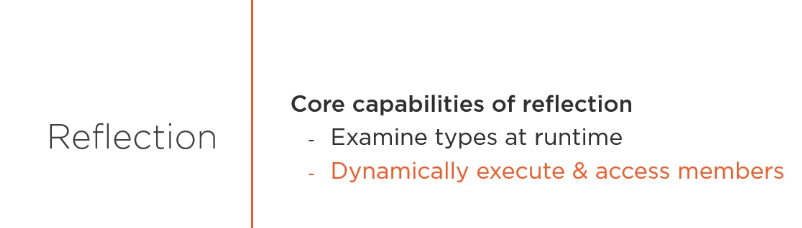 Reflection
Core capabilities of reflection
- Examine types at runtime
- Dynamically execute & access members